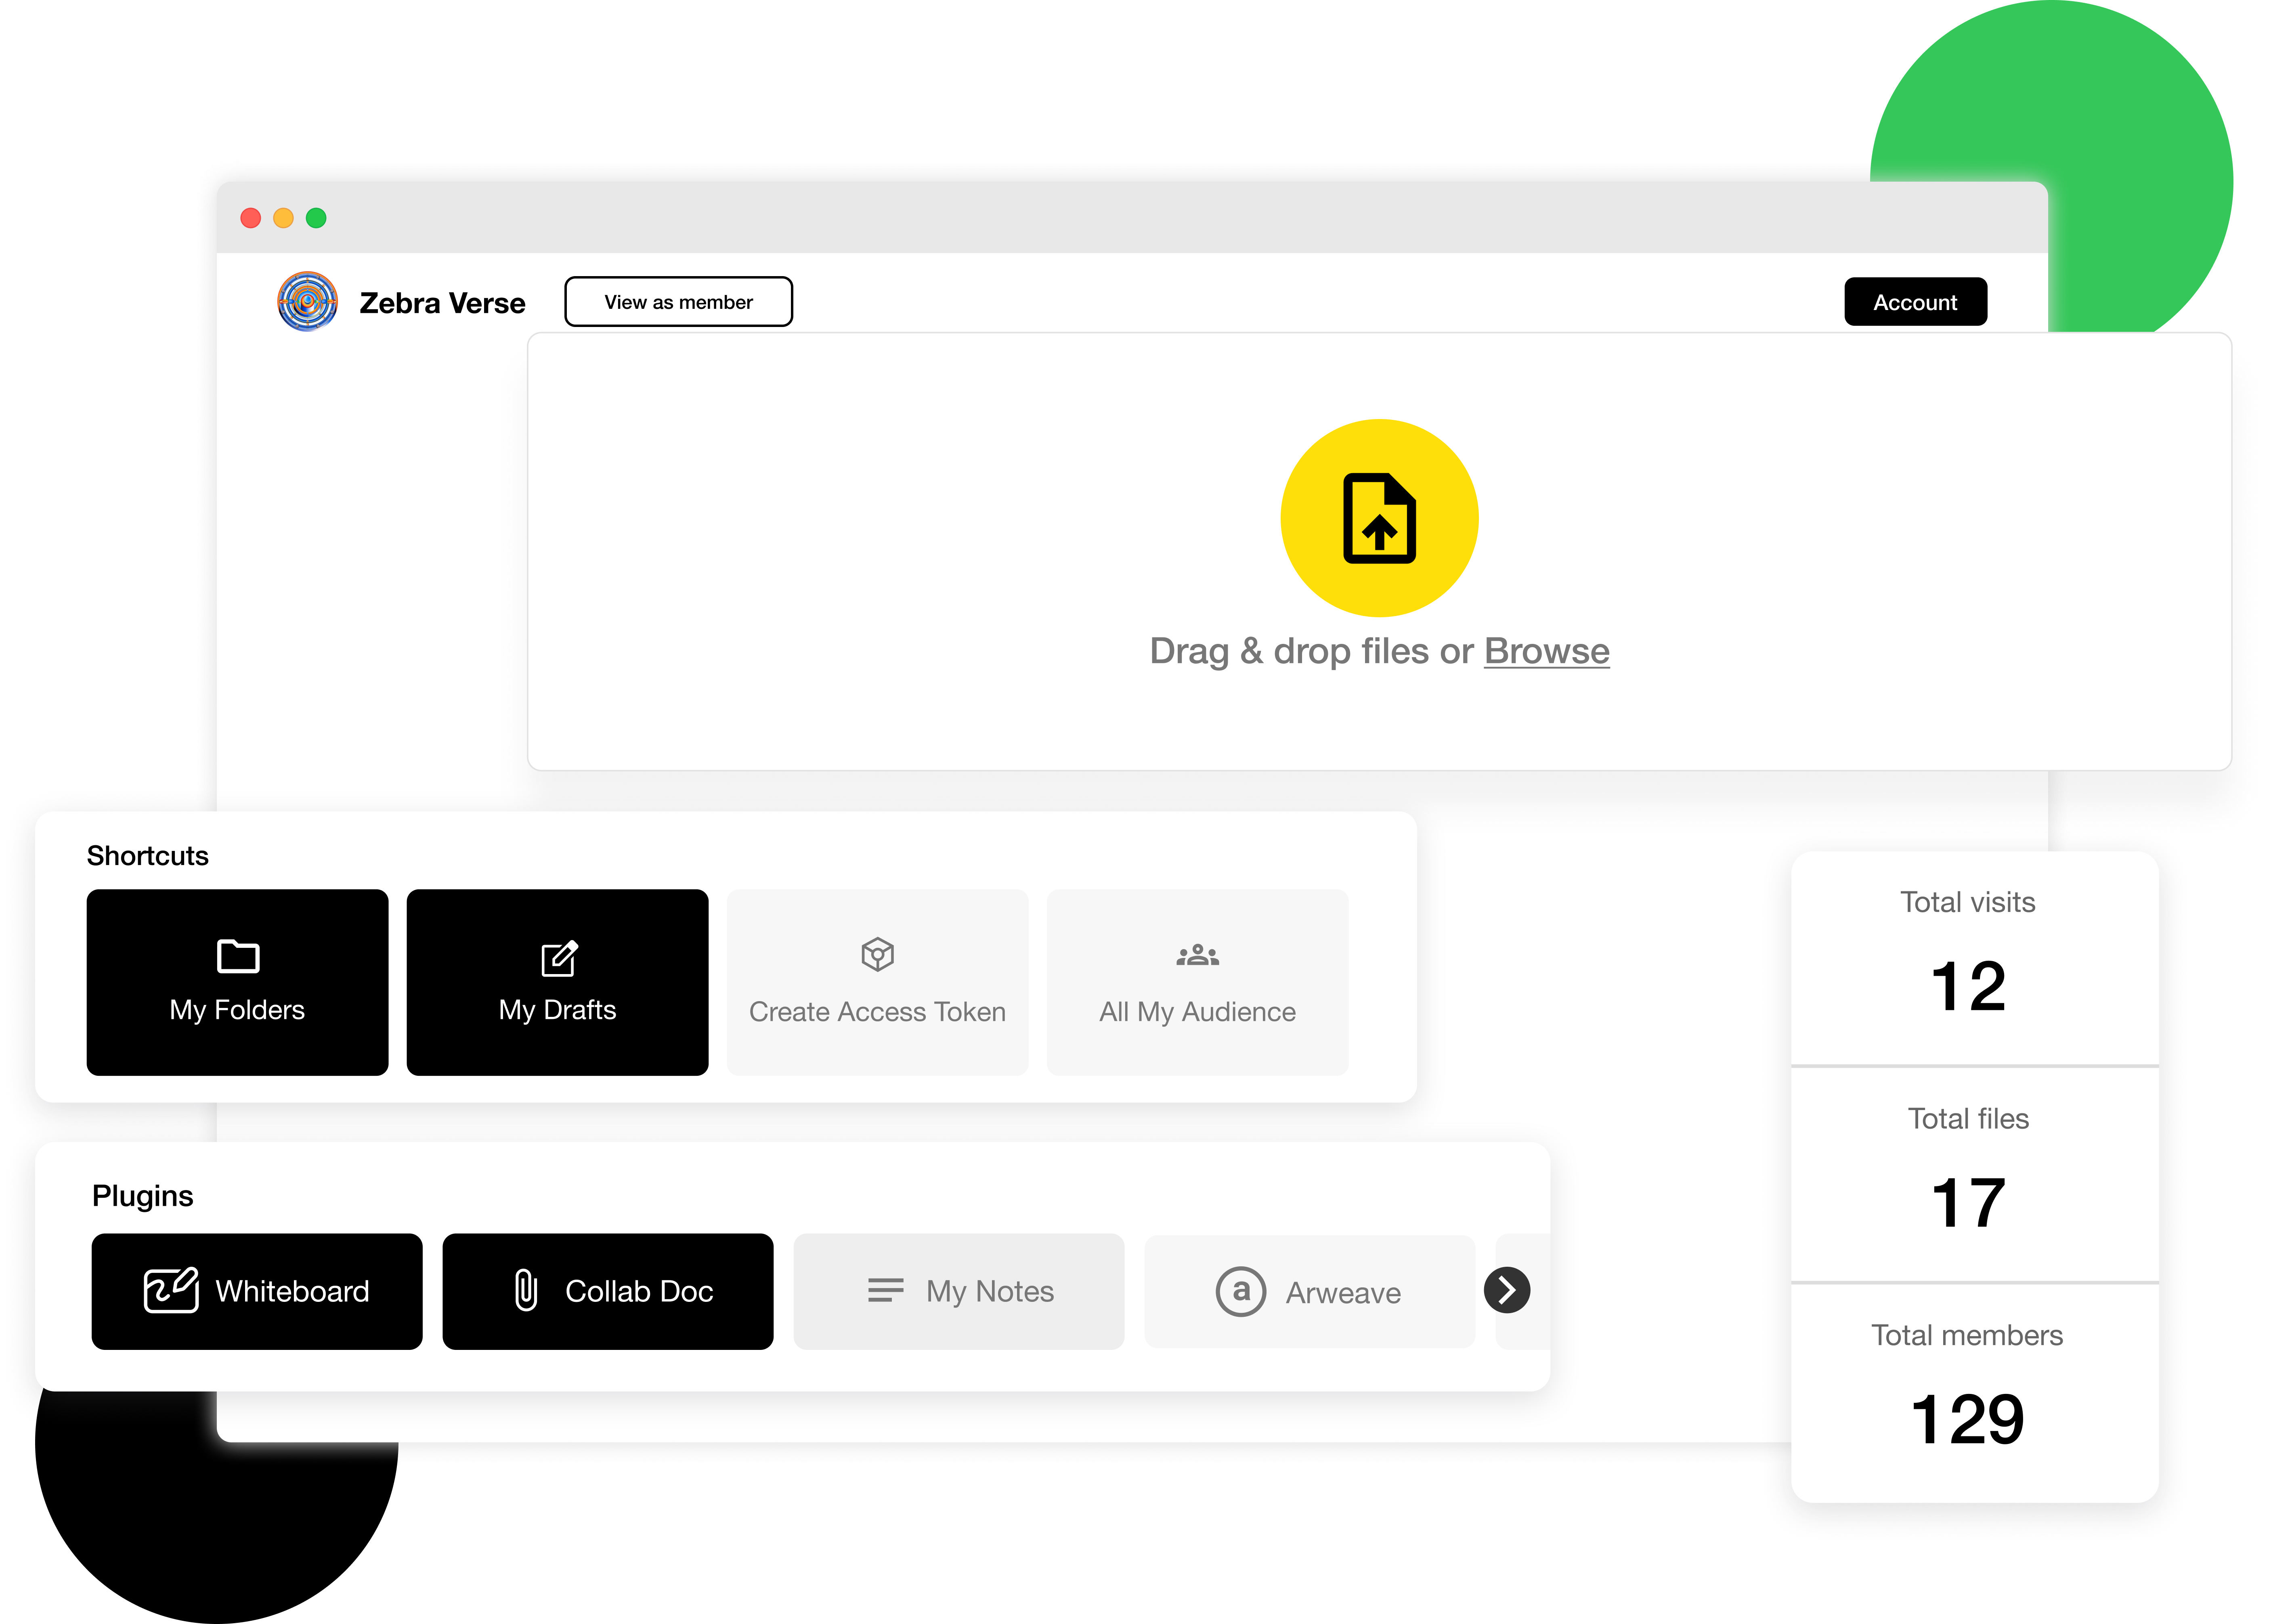 Zebra Verse
View as member
Account
Drag & drop files or Browse
Shortcuts
My Folders
My Drafts
Create Access Token
All My Audience
Total visits
12
Total files
17
Total members
129
Plugins
Whiteboard
Collab Doc
My Notes
a
Arweave